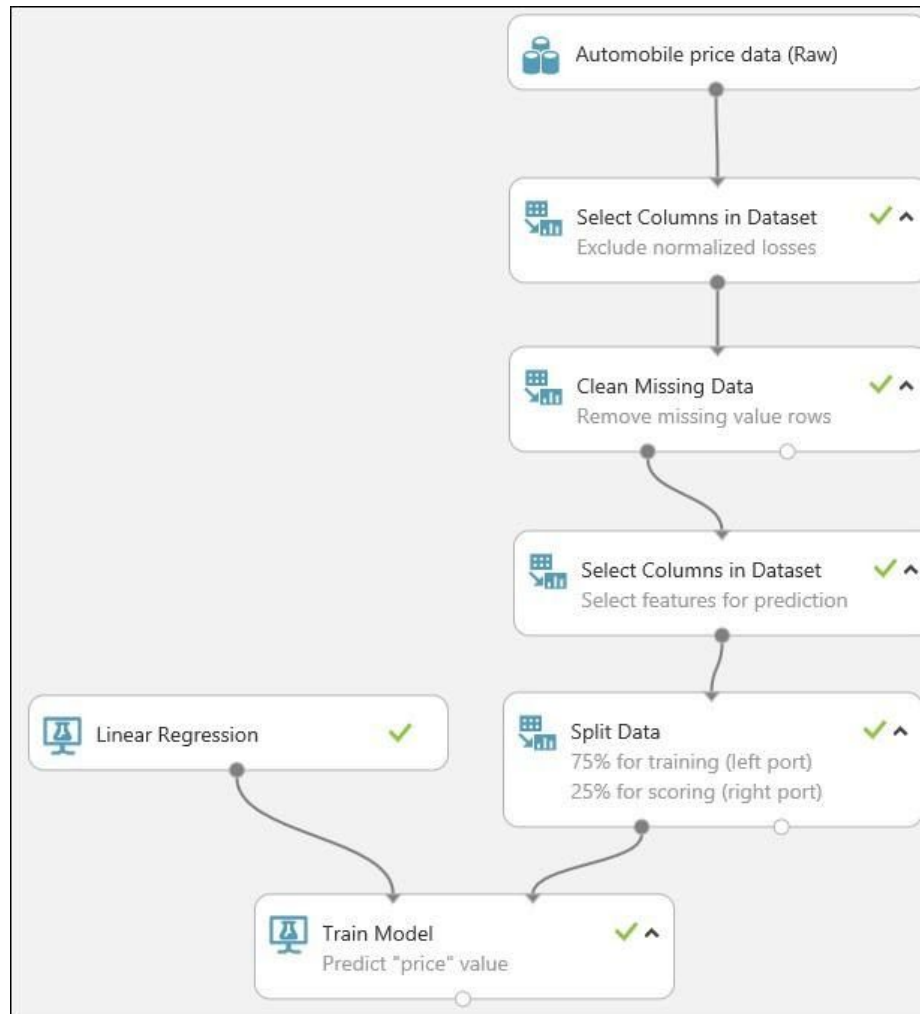 Automobile price data (Raw)
Select Columns in Dataset
Exclude normalized losses
Clean Missing Data
Remove missing value rows
Select Columns in Dataset
Select features for prediction
Linear Regression
Split Data
75% for training (left port)
25% for scoring (right port)
Train Model
Predict "price" value